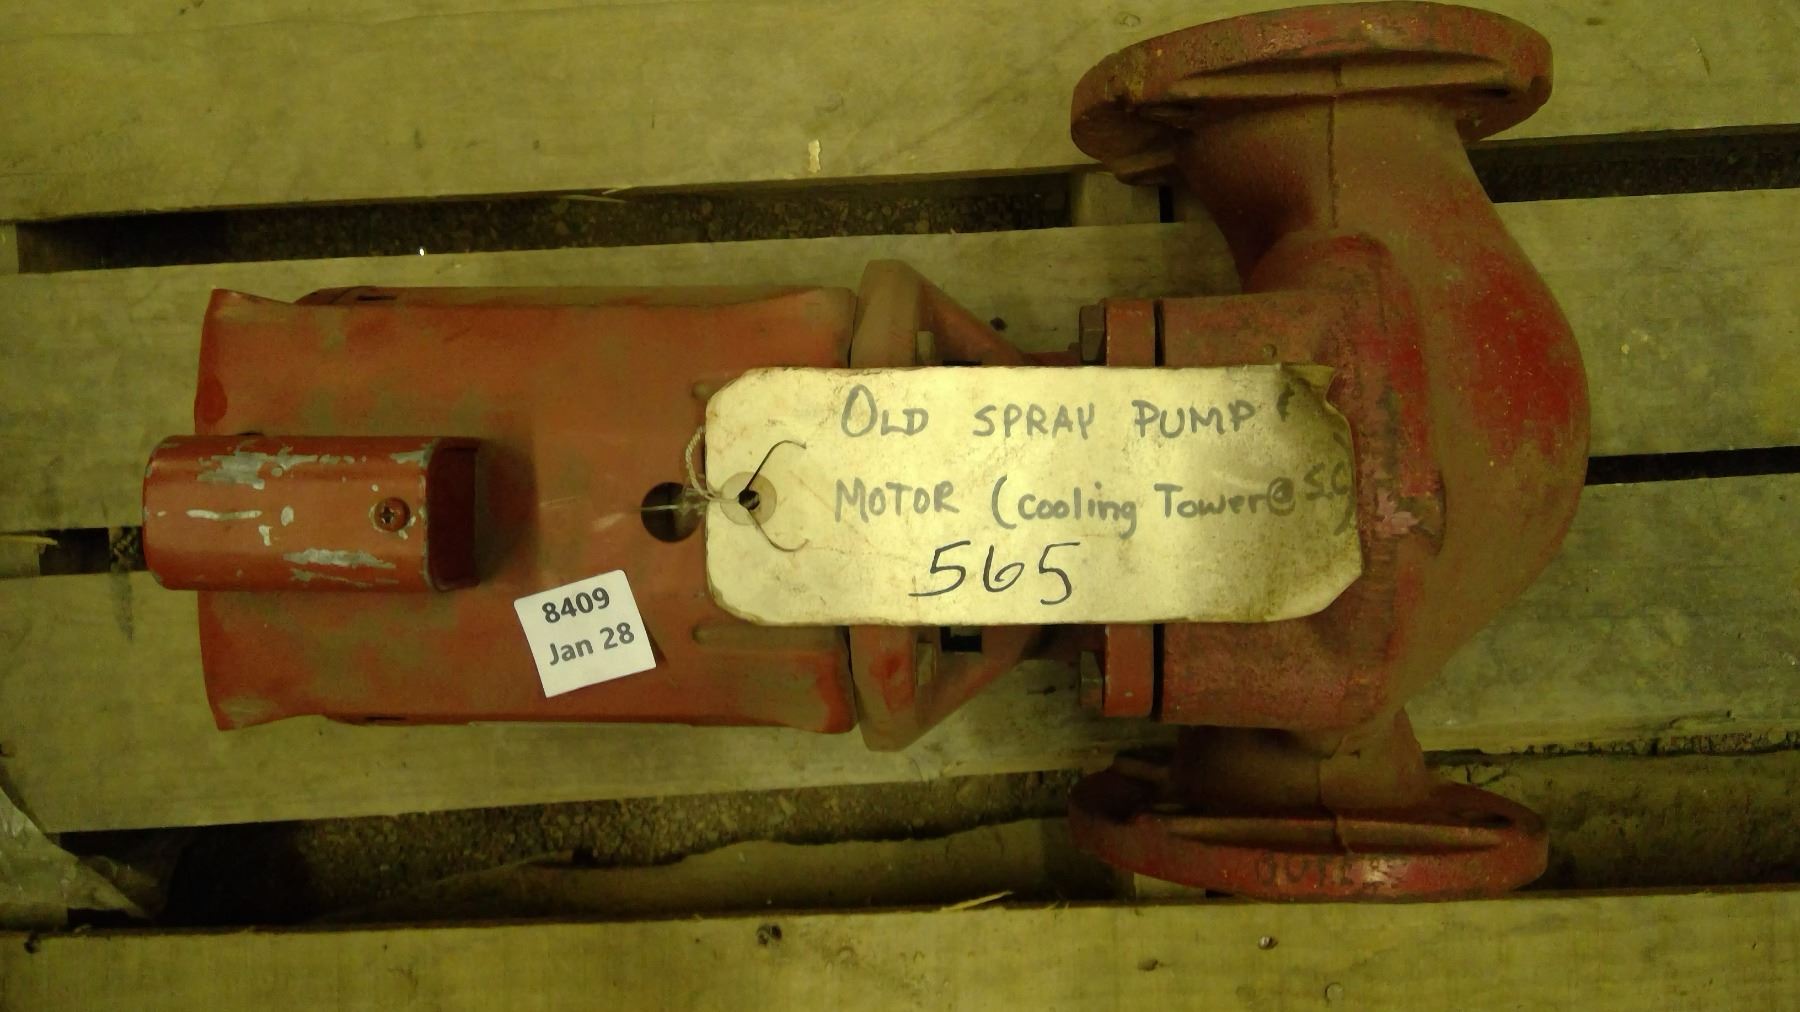 OLD SPRAY PUMP &
MOTOR (cooling Tower @ S.C)
565
8409
Jan 28